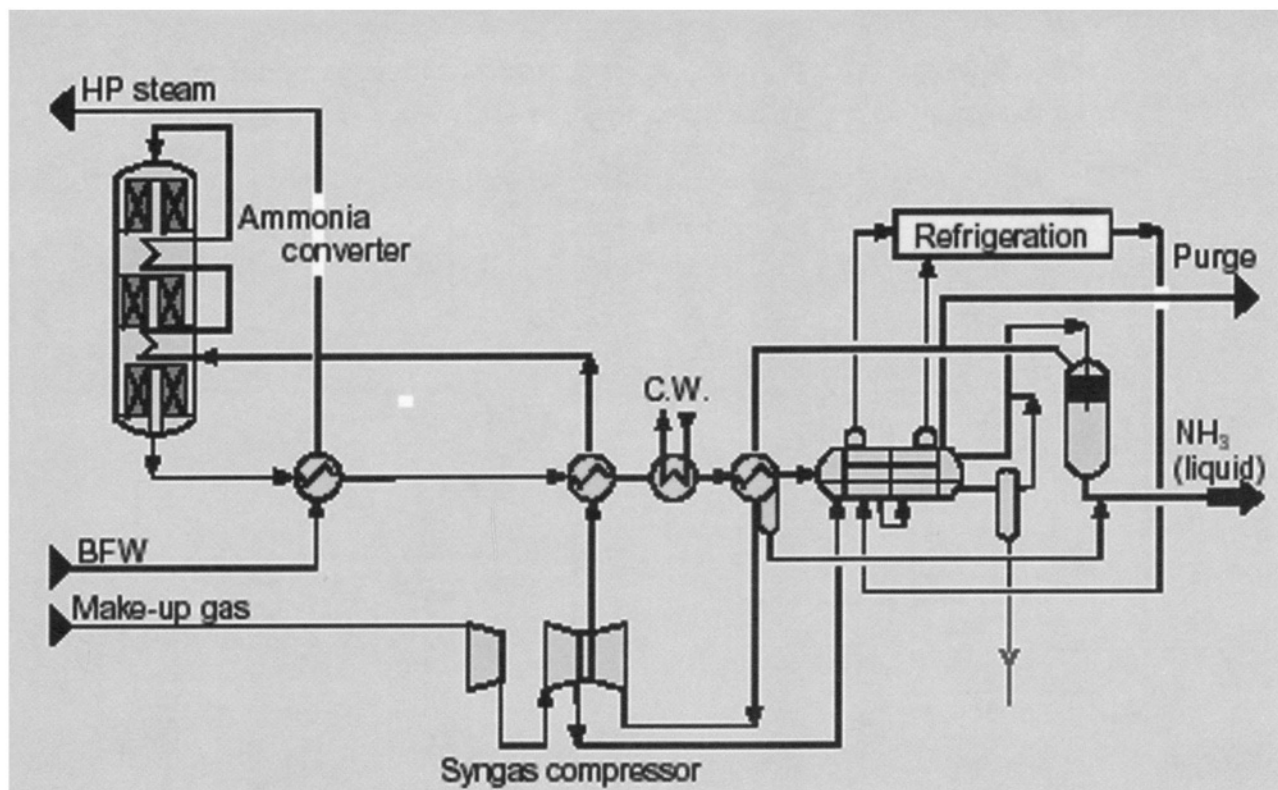 HP steam
Ammonia
converter
Refrigeration
Purge
C.W.
NH₃
(liquid)
BFW
Make-up gas
Syngas compressor